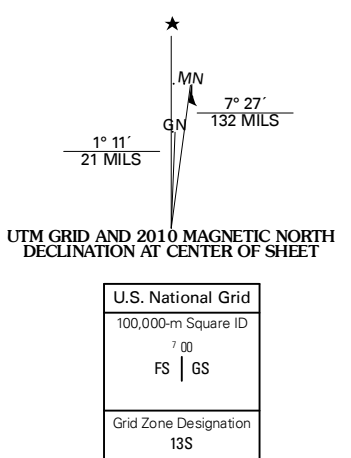 ★
MN
7° 27´
132 MILS
GN
1° 11´
21 MILS
UTM GRID AND 2010 MAGNETIC NORTH
DECLINATION AT CENTER OF SHEET
U.S. National Grid
100,000-m Square ID
7 00
FS | GS
Grid Zone Designation
13S